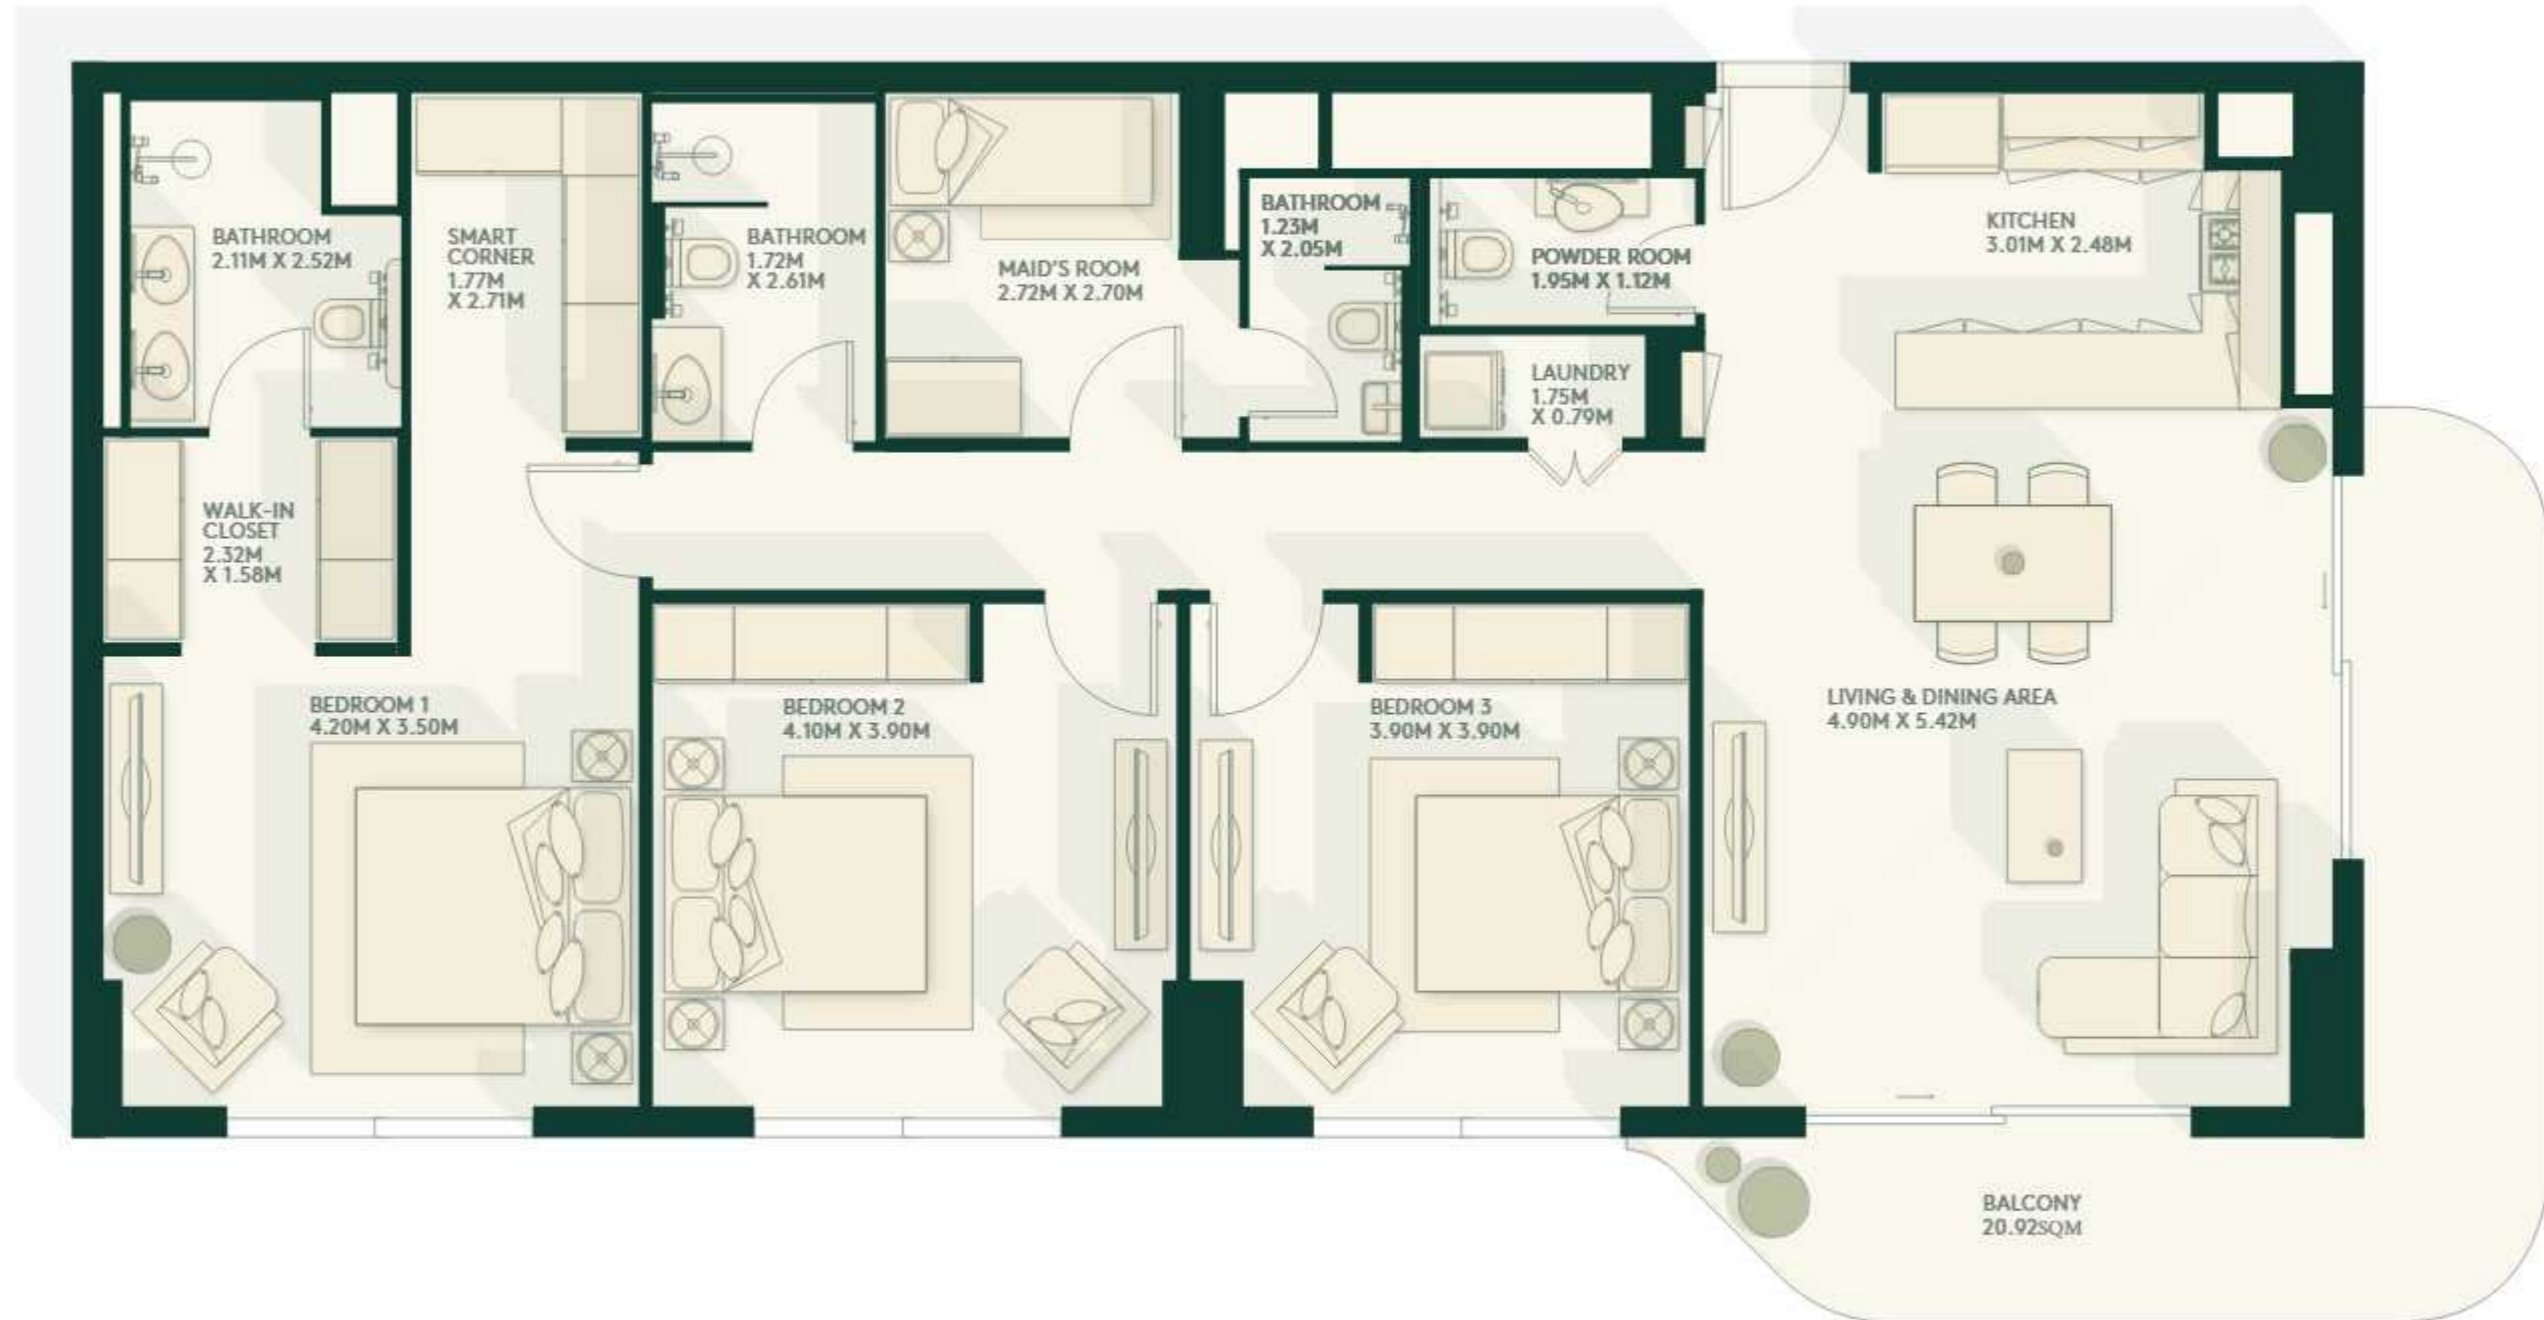 BATHROOM
2.11M X 2.52M
SMART
CORNER
1.77M
X 2.71M
BATHROOM
1.72M
X 2.61M
MAID'S ROOM
2.72M X 2.70M
BATHROOM
1.23M
X 2.05M
POWDER ROOM
1.95M X 1.12M
KITCHEN
3.01M X 2.48M
LAUNDRY
1.75M
X 0.79M
WALK-IN
CLOSET
2.32M
X 1.58M
BEDROOM 1
4.20M X 3.50M
BEDROOM 2
4.10M X 3.90M
BEDROOM 3
3.90M X 3.90M
LIVING & DINING AREA
4.90M X 5.42M
BALCONY
20.92SQM